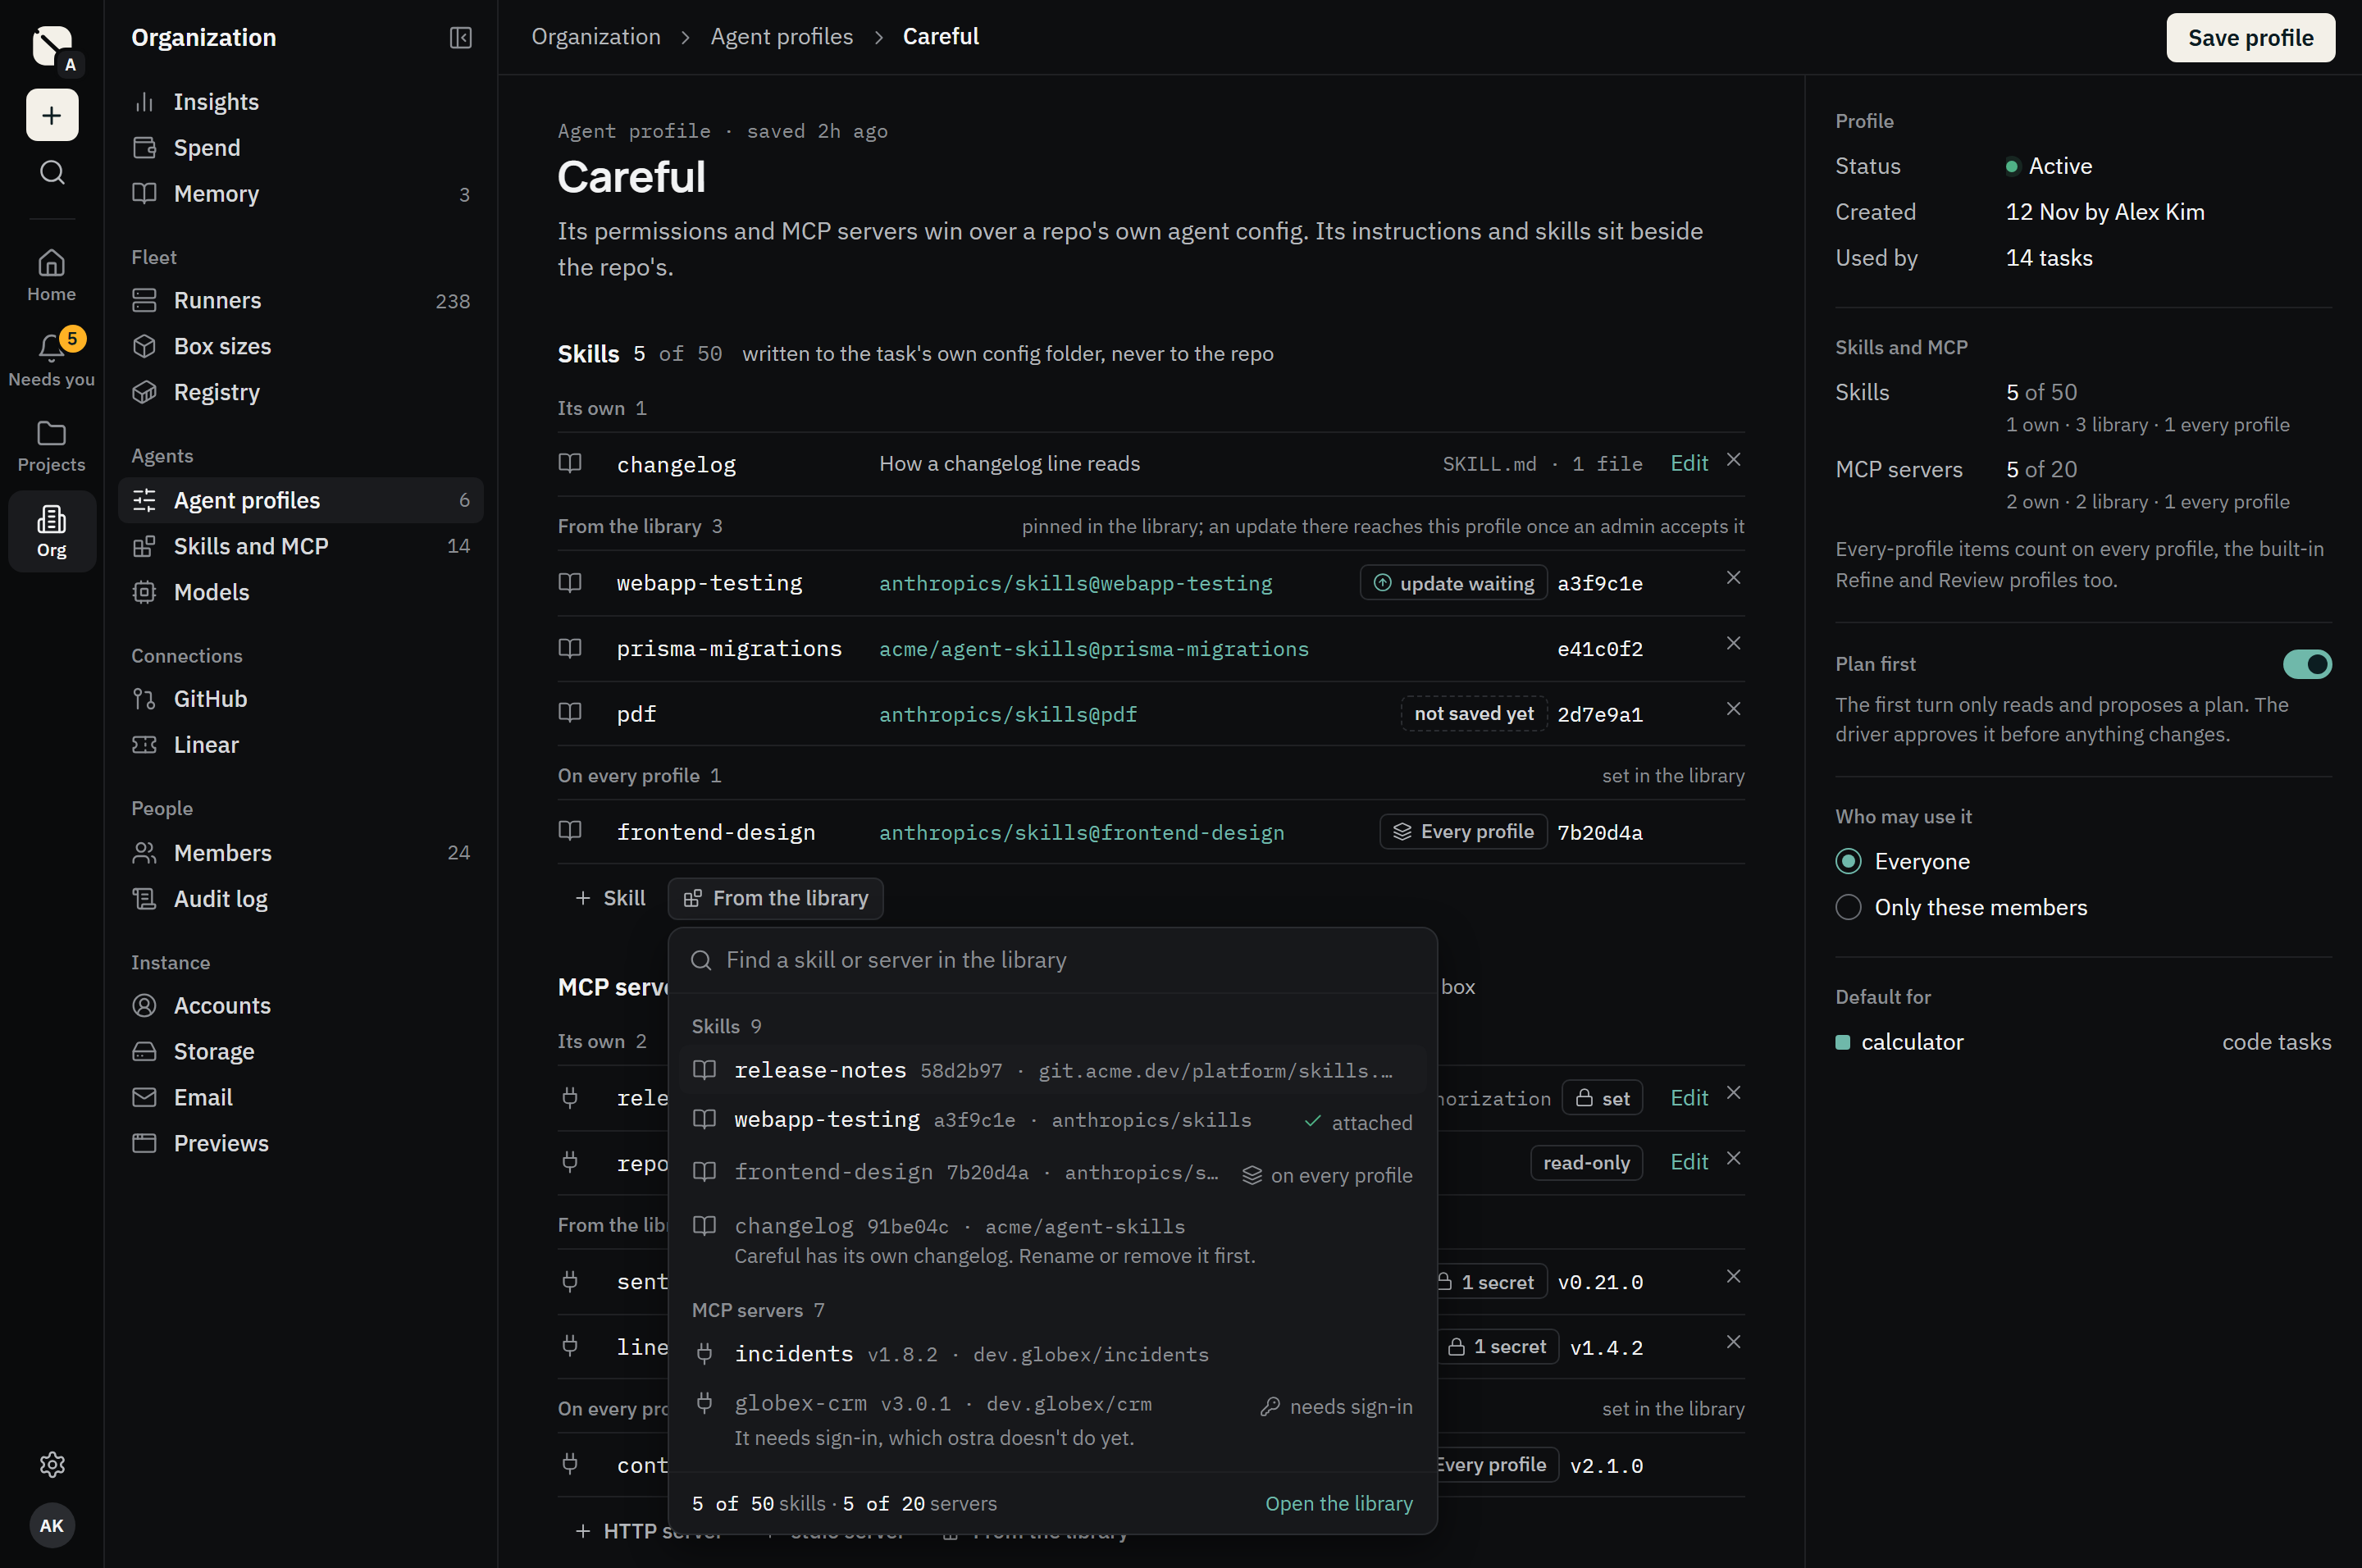 A
Home
5
Needs you
Projects
Org
AK
Organization
Insights
Spend
Memory 3
Fleet
Runners 238
Box sizes
Registry
Agents
Agent profiles 6
Skills and MCP 14
Models
Connections
GitHub
Linear
People
Members 24
Audit log
Instance
Accounts
Storage
Email
Previews
Organization > Agent profiles > Careful
Save profile
Agent profile · saved 2h ago
Careful
Its permissions and MCP servers win over a repo's own agent config. Its instructions and skills sit beside
the repo's.
Skills 5 of 50 written to the task's own config folder, never to the repo
Its own 1
changelog How a changelog line reads SKILL.md · 1 file Edit
From the library 3 pinned in the library; an update there reaches this profile once an admin accepts it
webapp-testing anthropics/skills@webapp-testing update waiting a3f9c1e
prisma-migrations acme/agent-skills@prisma-migrations e41c0f2
pdf anthropics/skills@pdf not saved yet 2d7e9a1
On every profile 1 set in the library
frontend-design anthropics/skills@frontend-design Every profile 7b20d4a
+ Skill From the library
Find a skill or server in the library
MCP box
Skills 9
Its own 2
release-notes 58d2b97 · git.acme.dev/platform/skills.…
set Edit
webapp-testing a3f9c1e · anthropics/skills attached
read-only Edit
frontend-design 7b20d4a · anthropics/s… on every profile
From the
changelog 91be04c · acme/agent-skills
Careful has its own changelog. Rename or remove it first.
1 secret v0.21.0
MCP servers 7
incidents v1.8.2 · dev.globex/incidents
1 secret v1.4.2
globex-crm v3.0.1 · dev.globex/crm needs sign-in
It needs sign-in, which ostra doesn't do yet.
On every set in the library
Every profile v2.1.0
5 of 50 skills · 5 of 20 servers Open the library
+ HTTP server
Profile
Status Active
Created 12 Nov by Alex Kim
Used by 14 tasks
Skills and MCP
Skills 5 of 50
1 own · 3 library · 1 every profile
MCP servers 5 of 20
2 own · 2 library · 1 every profile
Every-profile items count on every profile, the built-in
Refine and Review profiles too.
Plan first
The first turn only reads and proposes a plan. The
driver approves it before anything changes.
Who may use it
Everyone
Only these members
Default for
calculator code tasks